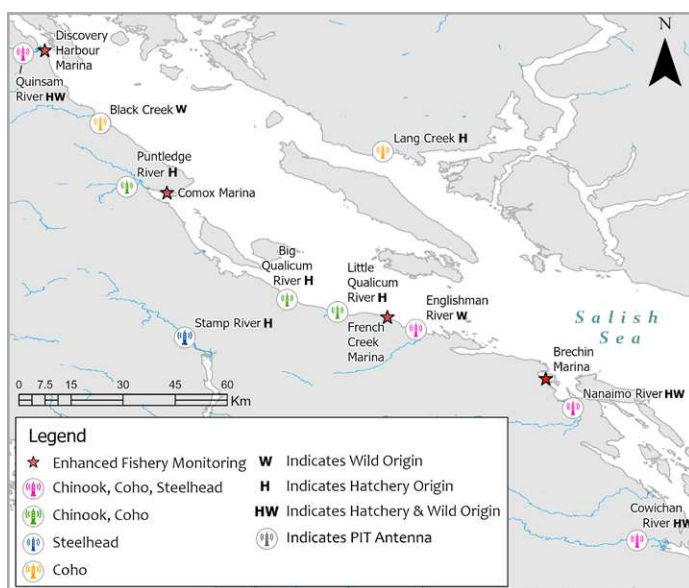 Discovery
Harbour
Marina
N
Quinsam
River HW
Black Creek W
Lang Creek H
Puntledge
River H
Comox Marina
Big
Qualicum
River H
Little
Qualicum
River H
Englishman
River W
Stamp River H
French
Creek
Marina
Salish
Sea
Brechin
Marina
Nanaimo River HW
0 7.5 15 30 45 60
Km
Cowichan
River HW
Legend
Enhanced Fishery Monitoring
Chinook, Coho, Steelhead
Chinook, Coho
Steelhead
Coho
W Indicates Wild Origin
H Indicates Hatchery Origin
HW Indicates Hatchery & Wild Origin
Indicates PIT Antenna